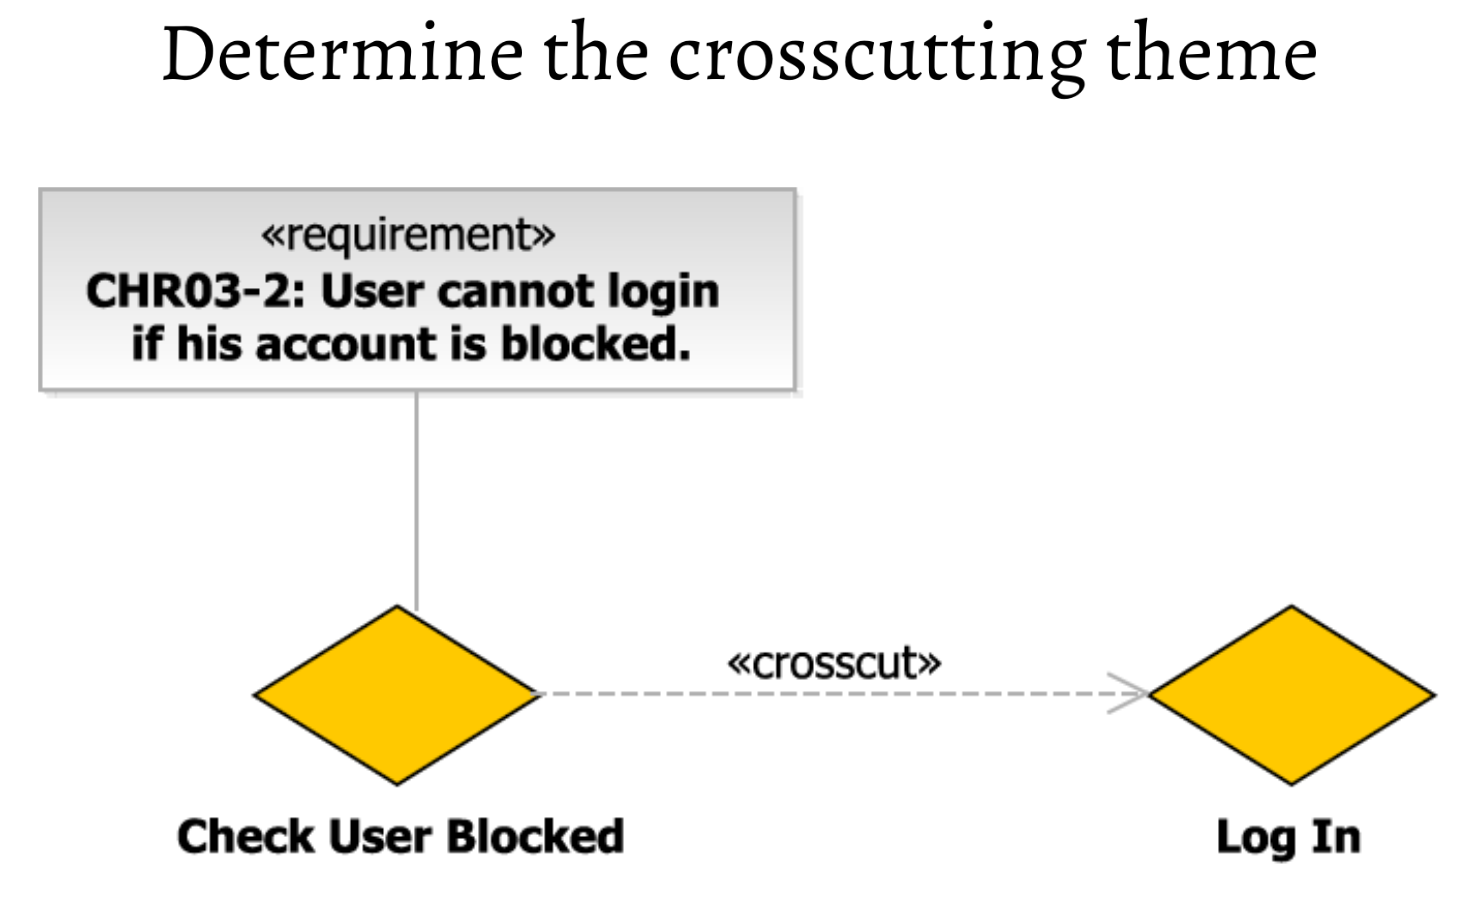 Determine the crosscutting theme
«requirement»
CHR03-2: User cannot login
if his account is blocked.
«crosscut»
Check User Blocked
Log In